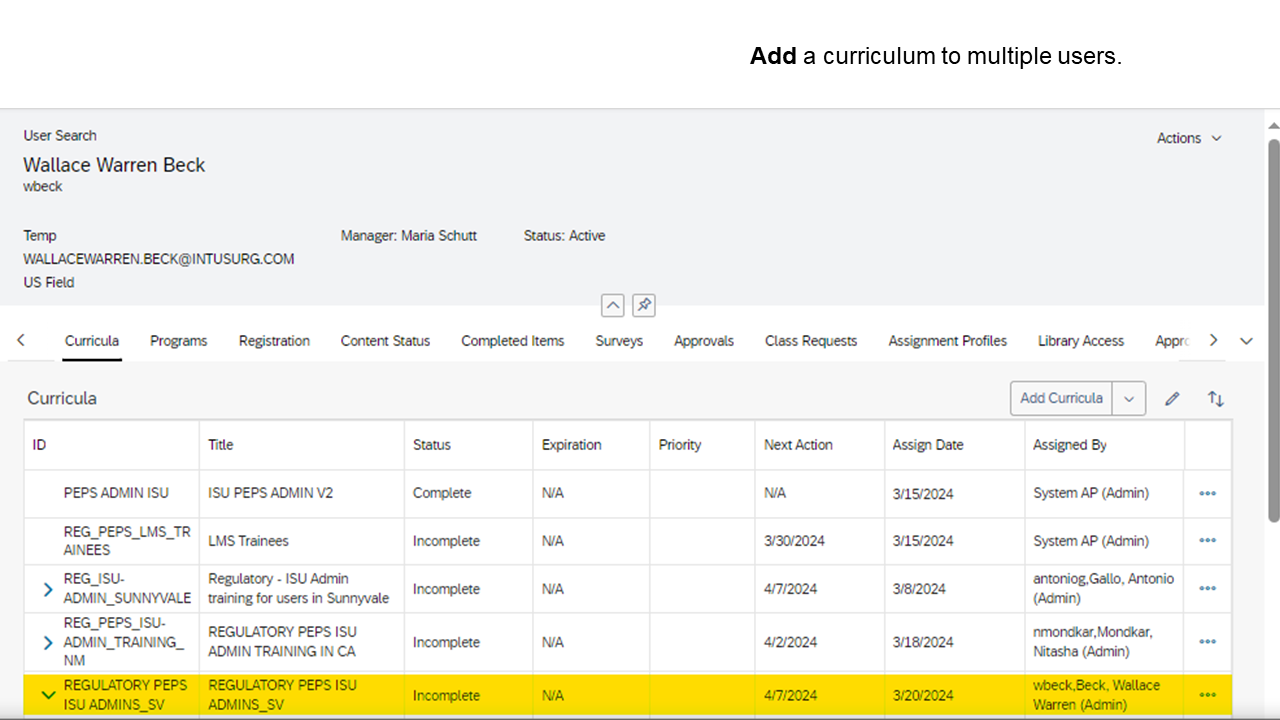 Add a curriculum to multiple users.
User Search
Actions
Wallace Warren Beck
wbeck
Temp Manager: Maria Schutt Status: Active
WALLACEWARREN.BECK@INTUSURG.COM
US Field
Curricula Programs Registration Content Status Completed Items Surveys Approvals Class Requests Assignment Profiles Library Access Appro
Curricula Add Curricula
ID Title Status Expiration Priority Next Action Assign Date Assigned By
PEPS ADMIN ISU ISU PEPS ADMIN V2 Complete N/A N/A 3/15/2024 System AP (Admin)
REG_PEPS_LMS_TR
AINEES LMS Trainees Incomplete N/A 3/30/2024 3/15/2024 System AP (Admin)
REG_ISU-
ADMIN_SUNNYVALE
Regulatory - ISU Admin
training for users in Sunnyvale
Incomplete N/A 4/7/2024 3/8/2024
antoniog,Gallo, Antonio
(Admin)
REG_PEPS_ISU-
ADMIN_TRAINING_
NM
REGULATORY PEPS ISU
ADMIN TRAINING IN CA
Incomplete N/A 4/2/2024 3/18/2024
nmondkar,Mondkar,
Nitasha (Admin)
REGULATORY PEPS
ISU ADMINS_SV
REGULATORY PEPS ISU
ADMINS_SV
Incomplete N/A 4/7/2024 3/20/2024
wbeck,Beck, Wallace
Warren (Admin)